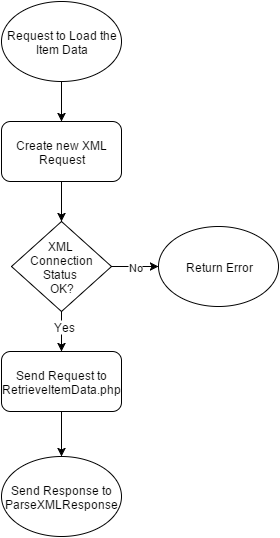 Request to Load the
Item Data
Create new XML
Request
XML
Connection
Status
OK?
No
Return Error
Yes
Send Request to
RetrieveItemData.php
Send Response to
ParseXMLResponse